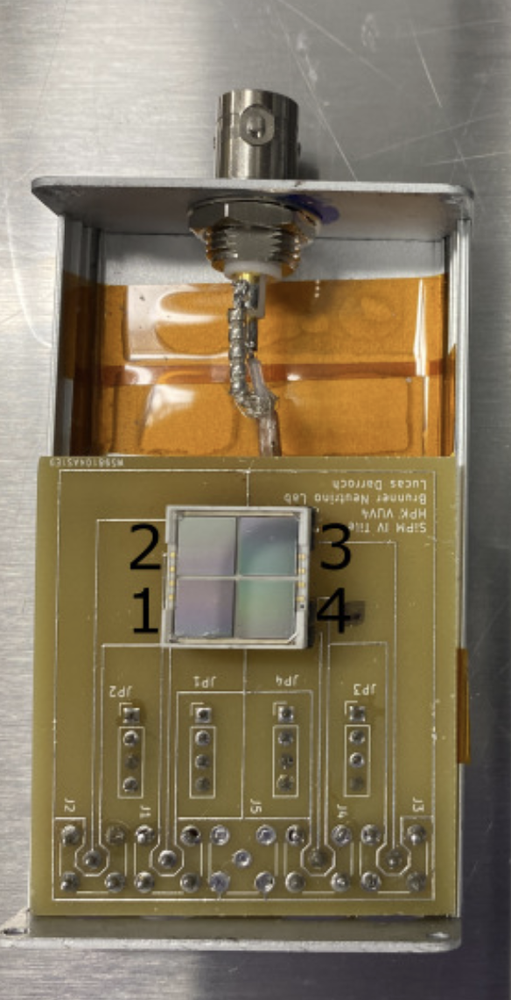 M598104AS1E9
Lucas Darroch
Brunner Neutrino Lab
HPK VUV4
SiPM IV Tile
2 3
1 4
JP2 JP1 JP4 JP3
J2 J1 J5 J4 J3